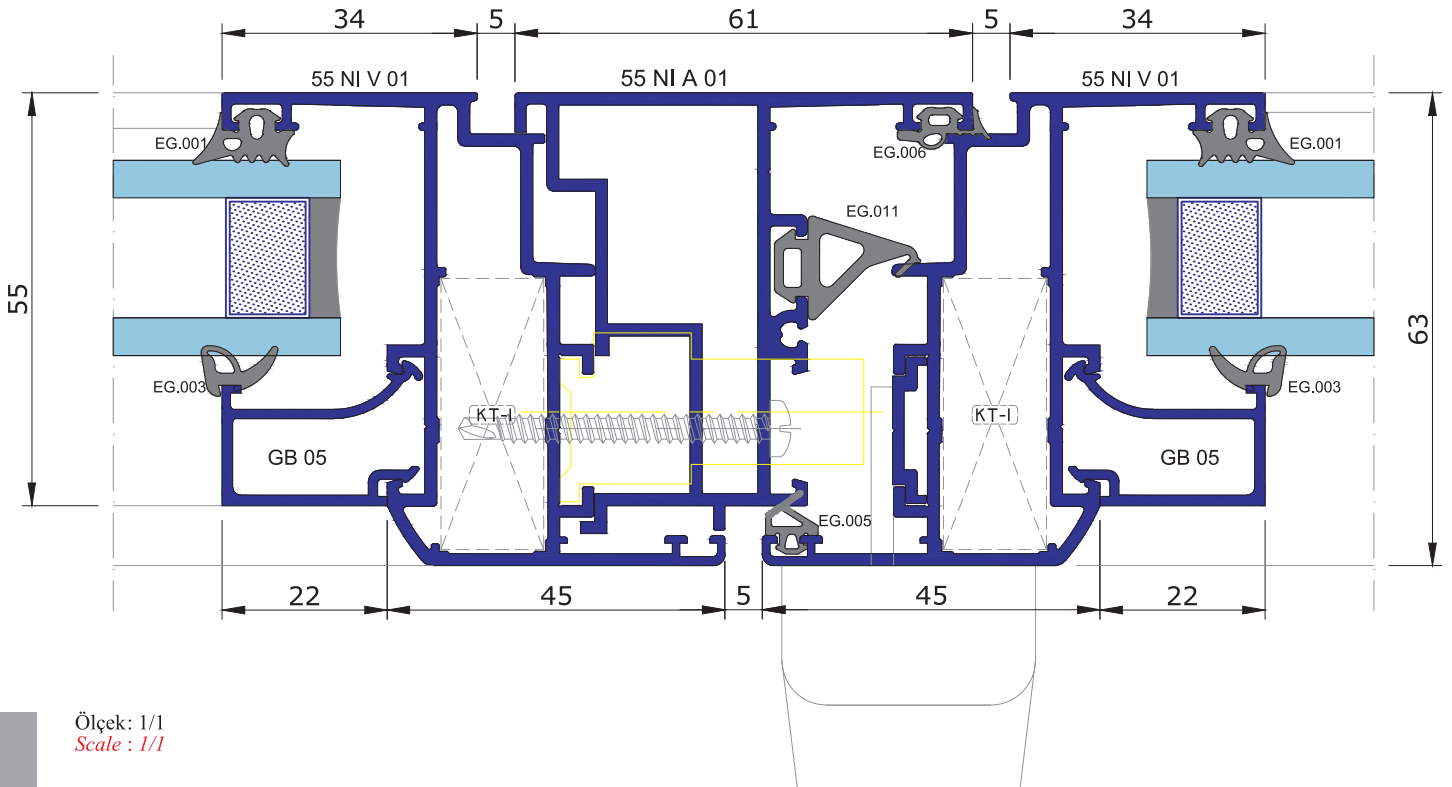 34 5 61 5 34
55 NI V 01 55 NI A 01 55 NI V 01
EG.001 EG.006 EG.001
EG.011
55 63
EG.003 EG.003
KT-I KT-I
GB 05 GB 05
EG.005
22 45 5 45 22
Ölçek: 1/1
Scale : 1/1